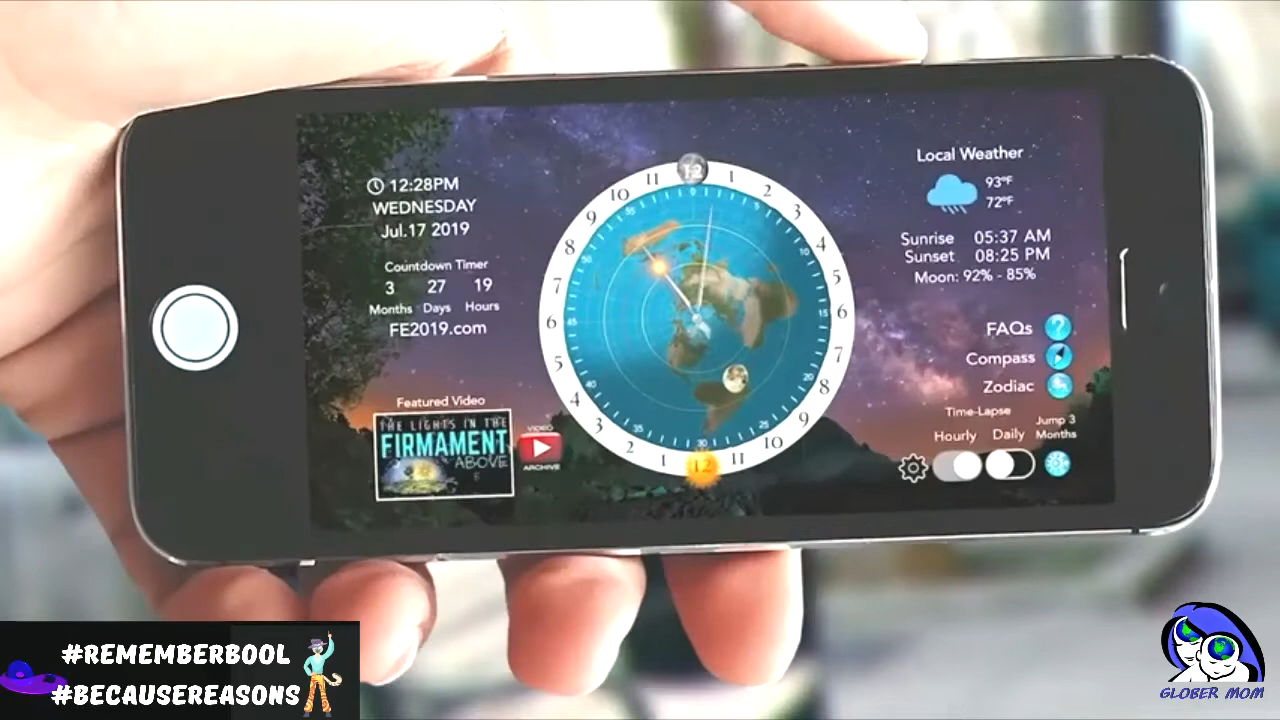 12:28PM
WEDNESDAY
Jul.17 2019
Countdown Timer
3 27 19
Months Days Hours
FE2019.com
Featured Video
THE LIGHTS IN THE
FIRMAMENT
ABOVE
VIDEO
ARCHIVE
12
1
2
3
4
6
7
8
9
10
11
12
1
2
3
4
5
6
7
8
9
10
11
Local Weather
93°F
72°F
Sunrise 05:37 AM
Sunset 08:25 PM
Moon: 92% - 85%
FAQs ?
Compass
Zodiac
Time-Lapse
Hourly Daily
Jump 3
Months
#REMEMBERBOOL
#BECAUSEREASONS
GLOBER MOM